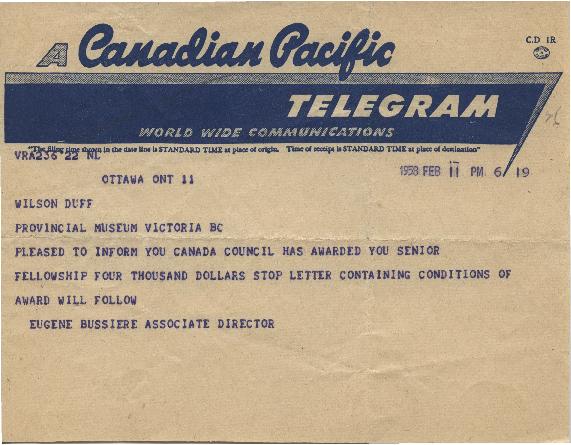 A Canadian Pacific
C.D 1R
TELEGRAM
WORLD WIDE COMMUNICATIONS
"The filing time shown in the date line is STANDARD TIME at place of origin. Time of receipt is STANDARD TIME at place of destination"
VRA236 22 NL
1958 FEB 11 PM 6/19
OTTAWA ONT 11
WILSON DUFF
PROVINCIAL MUSEUM VICTORIA BC
PLEASED TO INFORM YOU CANADA COUNCIL HAS AWARDED YOU SENIOR
FELLOWSHIP FOUR THOUSAND DOLLARS STOP LETTER CONTAINING CONDITIONS OF
AWARD WILL FOLLOW
EUGENE BUSSIERE ASSOCIATE DIRECTOR